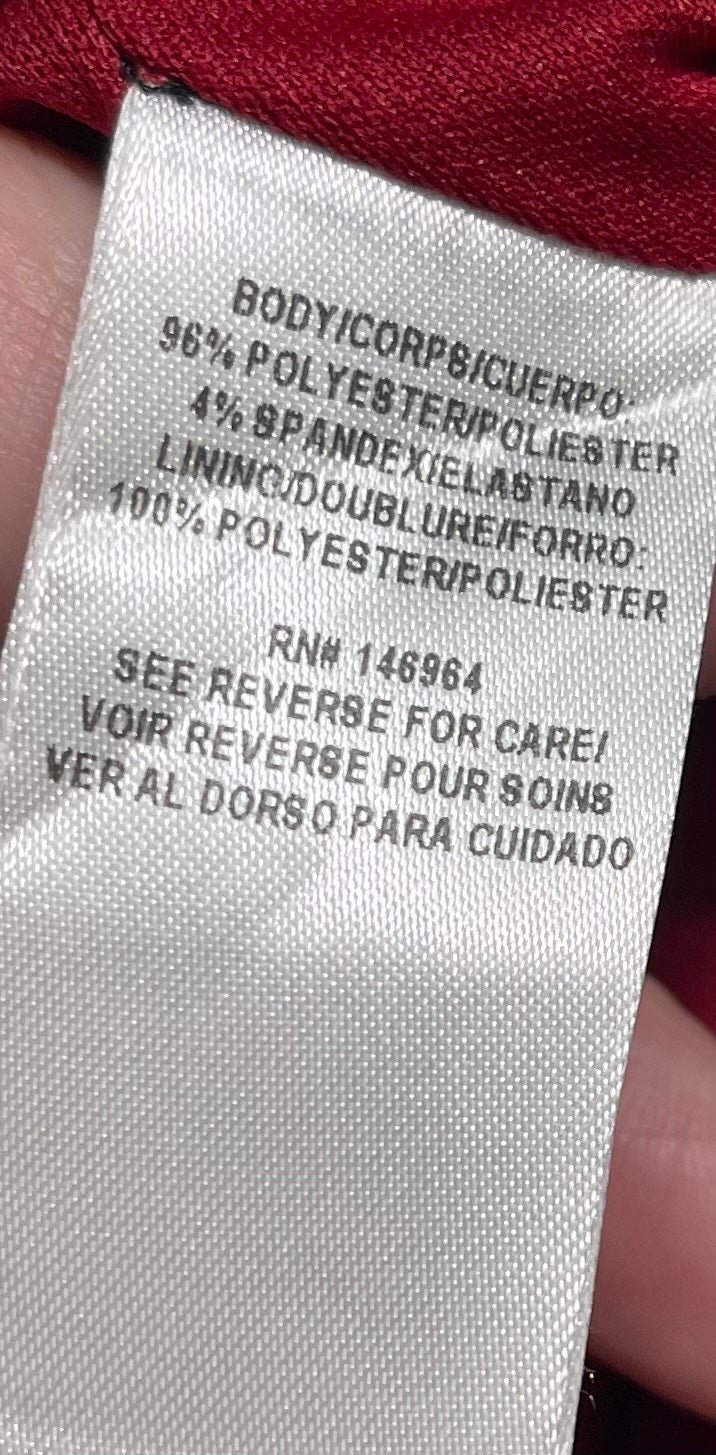 BODY/CORPS/CUERPO:
96% POLYESTER/POLIESTER
4% SPANDEX/ELASTANO
LINING/DOUBLURE/FORRO:
100% POLYESTER/POLIESTER
RN# 146964
SEE REVERSE FOR CARE/
VOIR REVERSE POUR SOINS
VER AL DORSO PARA CUIDADO